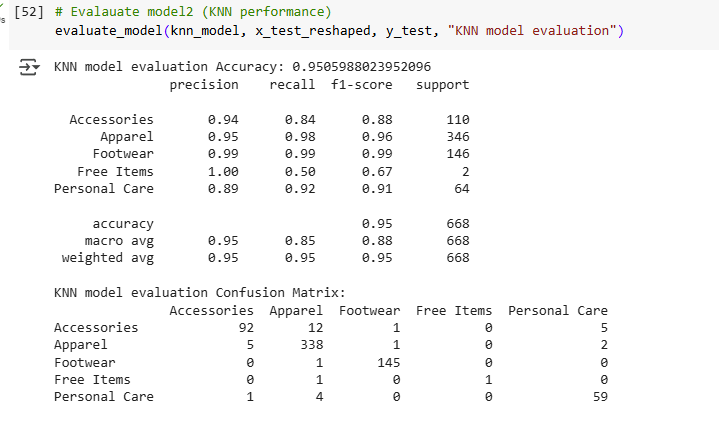 [52] # Evalauate model2 (KNN performance)
evaluate_model(knn_model, x_test_reshaped, y_test, "KNN model evaluation")
KNN model evaluation Accuracy: 0.9505988023952096
precision recall f1-score support
Accessories 0.94 0.84 0.88 110
Apparel 0.95 0.98 0.96 346
Footwear 0.99 0.99 0.99 146
Free Items 1.00 0.50 0.67 2
Personal Care 0.89 0.92 0.91 64
accuracy 0.95 668
macro avg 0.95 0.85 0.88 668
weighted avg 0.95 0.95 0.95 668
KNN model evaluation Confusion Matrix:
Accessories Apparel Footwear Free Items Personal Care
Accessories 92 12 1 0 5
Apparel 5 338 1 0 2
Footwear 0 1 145 0 0
Free Items 0 1 0 1 0
Personal Care 1 4 0 0 59